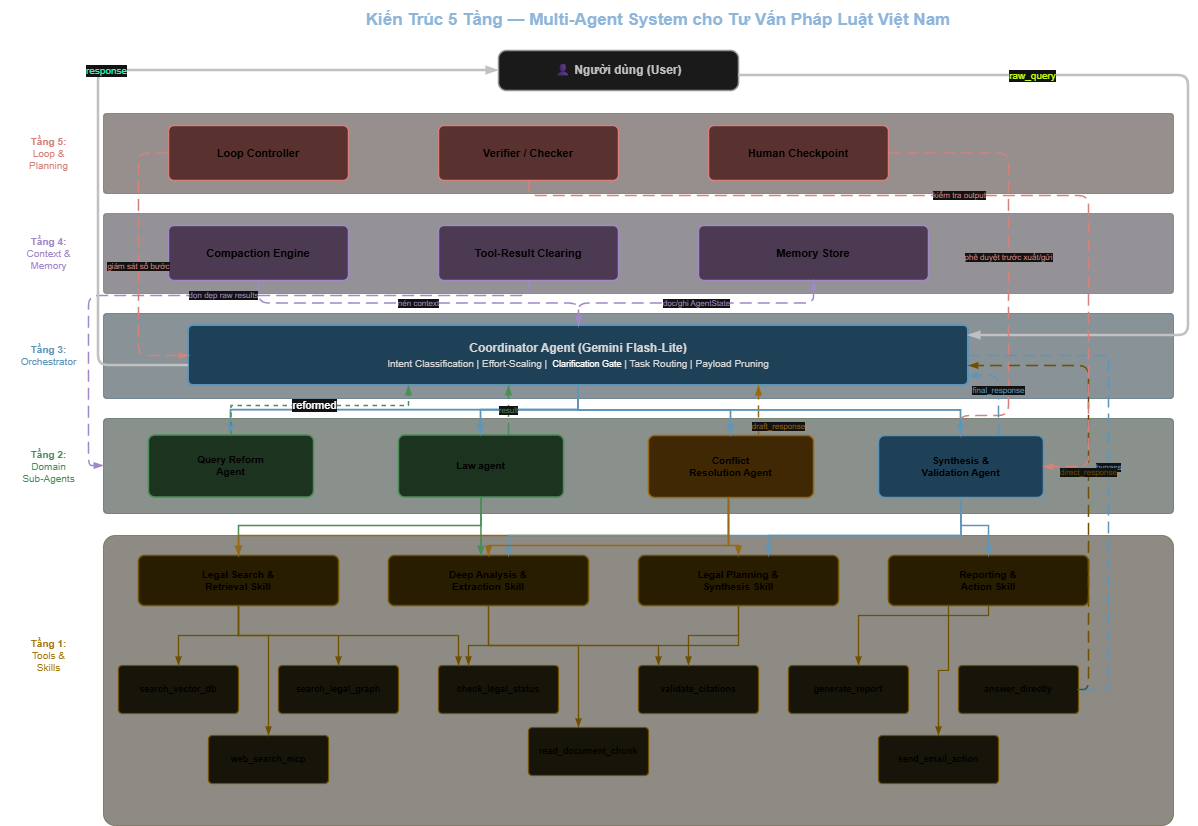 Kiến Trúc 5 Tầng — Multi-Agent System cho Tư Vấn Pháp Luật Việt Nam
👤 Người dùng (User)
response
raw_query
Tầng 5:
Loop &
Planning
Loop Controller
Verifier / Checker
Human Checkpoint
kiểm tra output
Tầng 4:
Context &
Memory
Compaction Engine
Tool-Result Clearing
Memory Store
giám sát số bước
phê duyệt trước xuất/gửi
dọn dẹp raw results
nén context
đọc/ghi AgentState
Tầng 3:
Orchestrator
Coordinator Agent (Gemini Flash-Lite)
Intent Classification | Effort-Scaling | Clarification Gate | Task Routing | Payload Pruning
final_response
reformed
result
draft_response
Tầng 2:
Domain
Sub-Agents
Query Reform
Agent
Law agent
Conflict
Resolution Agent
Synthesis &
Validation Agent
direct_response
Tầng 1:
Tools &
Skills
Legal Search &
Retrieval Skill
Deep Analysis &
Extraction Skill
Legal Planning &
Synthesis Skill
Reporting &
Action Skill
search_vector_db
search_legal_graph
check_legal_status
validate_citations
generate_report
answer_directly
web_search_mcp
read_document_chunk
send_email_action